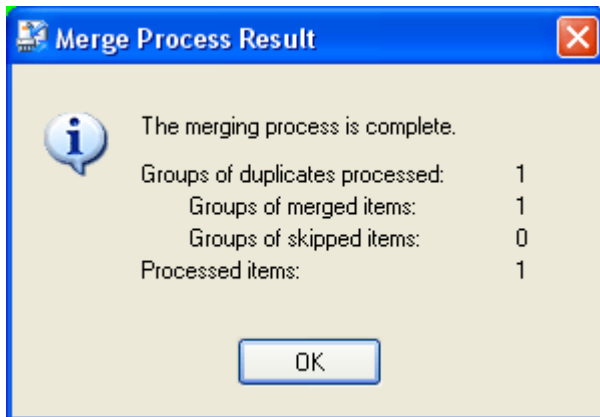 Merge Process Result
The merging process is complete.
Groups of duplicates processed: 1
Groups of merged items: 1
Groups of skipped items: 0
Processed items: 1
OK